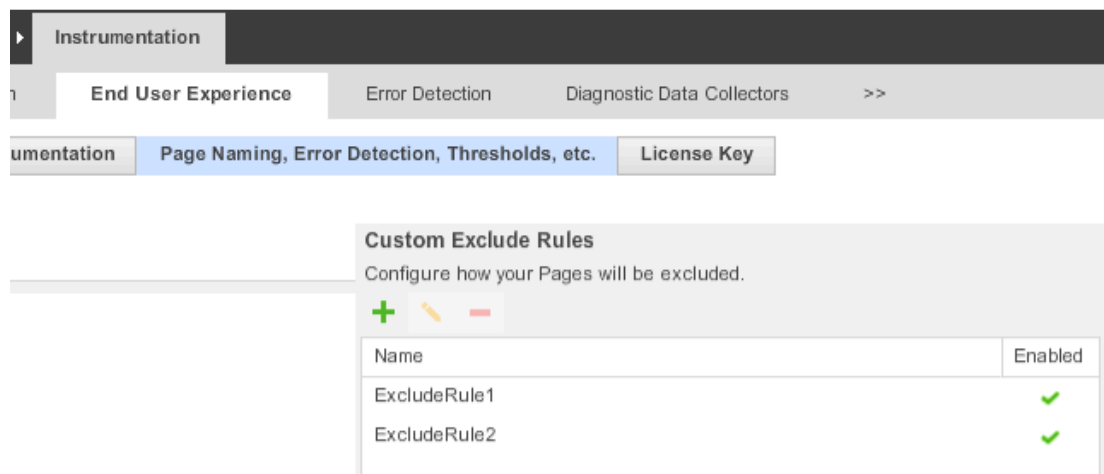 Instrumentation
n End User Experience Error Detection Diagnostic Data Collectors >>
umentation Page Naming, Error Detection, Thresholds, etc. License Key
Custom Exclude Rules
Configure how your Pages will be excluded.
Name Enabled
ExcludeRule1
ExcludeRule2